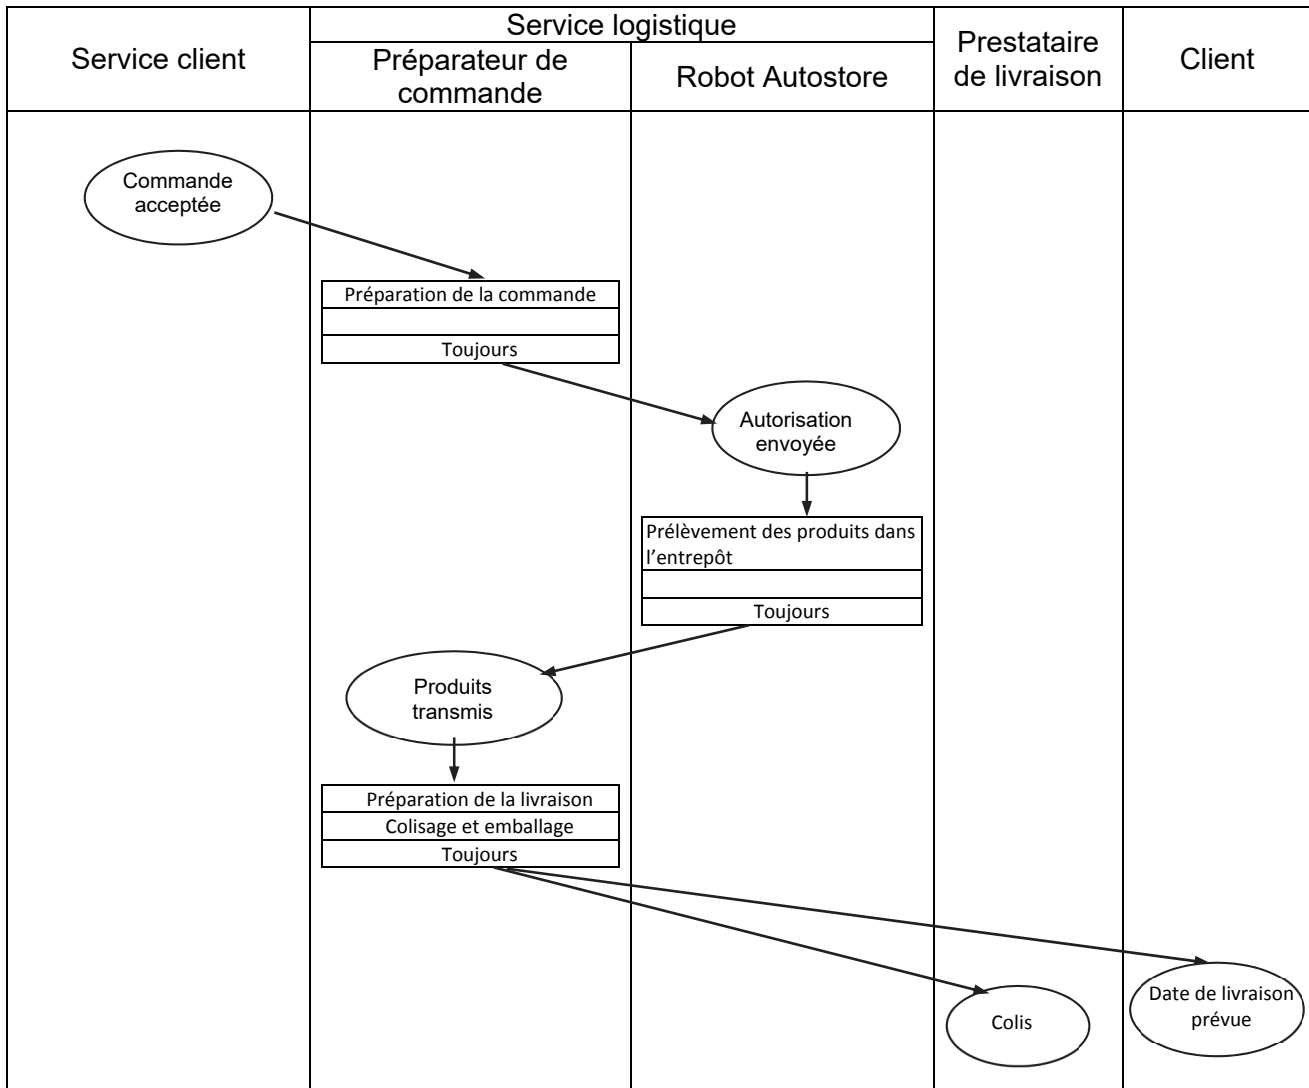 Service client
Service logistique
Préparateur de
commande
Robot Autostore
Prestataire
de livraison
Client
Commande
acceptée
Préparation de la commande
Toujours
Autorisation
envoyée
Prélèvement des produits dans
l’entrepôt
Toujours
Produits
transmis
Préparation de la livraison
Colisage et emballage
Toujours
Colis
Date de livraison
prévue